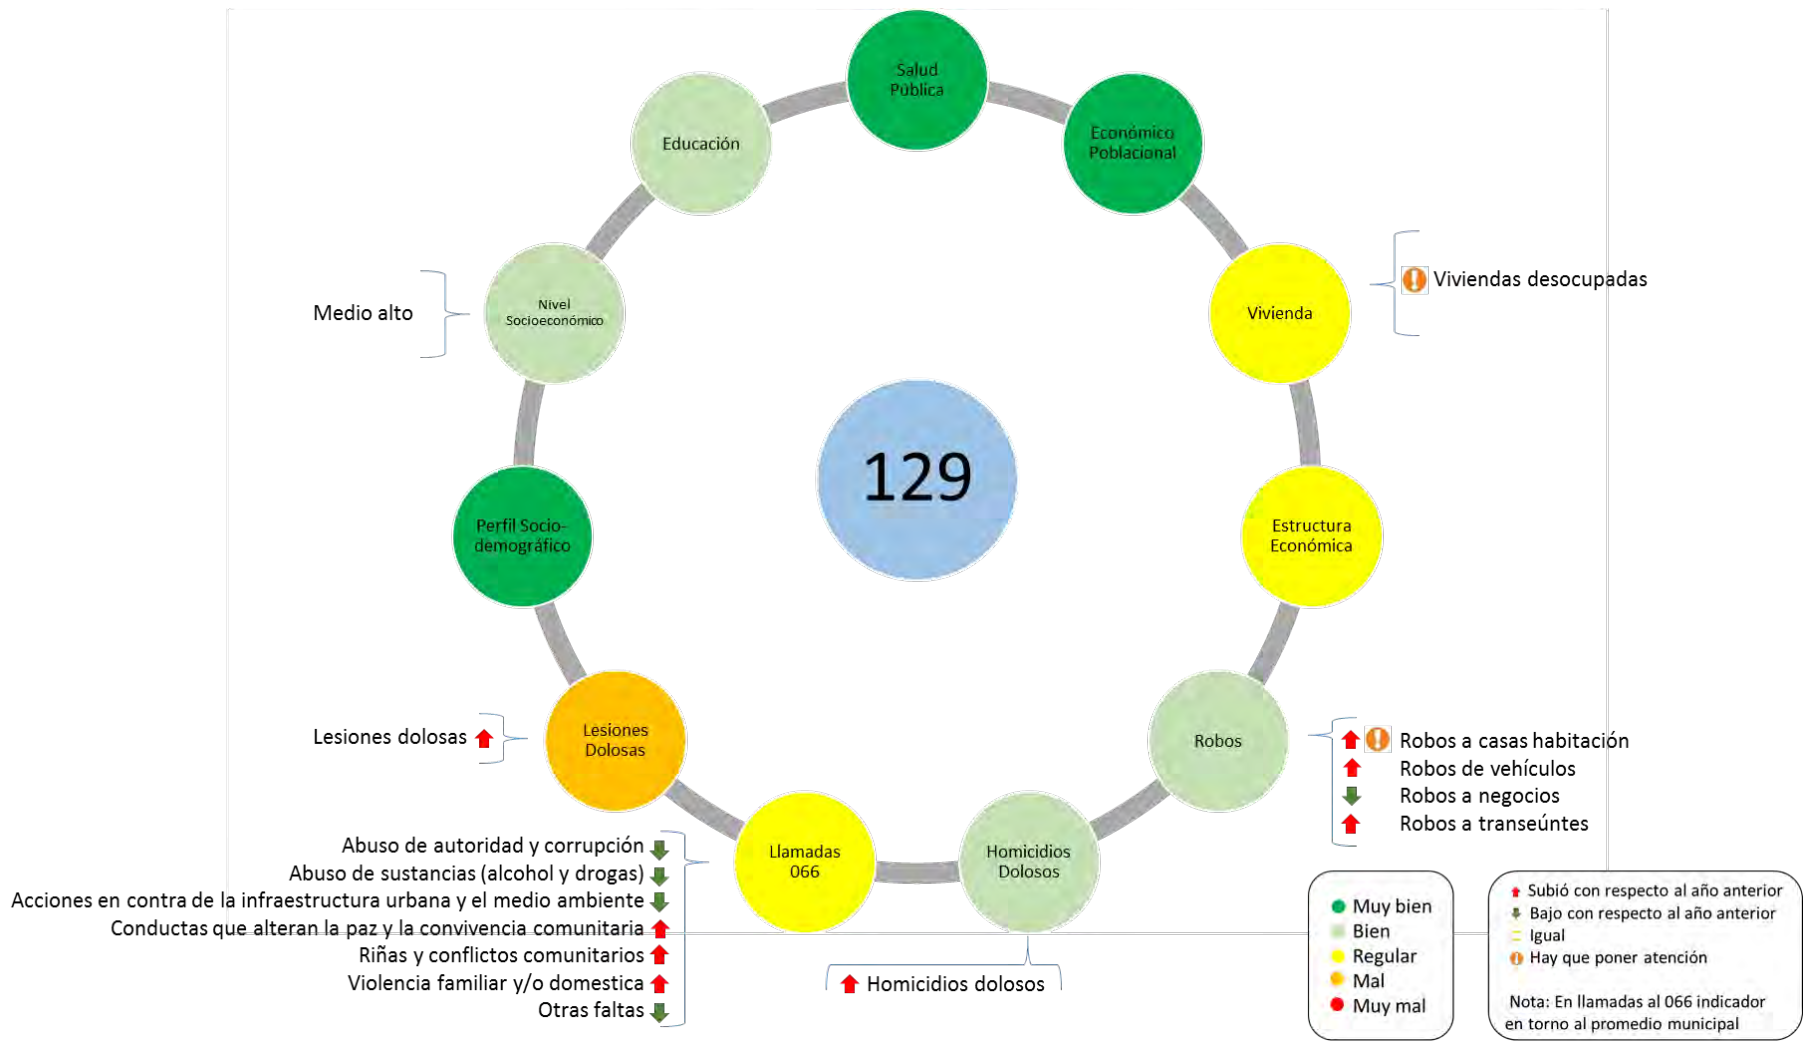 Salud
Pública
Educación
Económico
Poblacional
Medio alto
Nivel
Socioeconómico
Vivienda
Viviendas desocupadas
129
Perfil Socio-
demográfico
Estructura
Económica
Lesiones dolosas
Lesiones
Dolosas
Robos
Robos a casas habitación
Robos de vehículos
Robos a negocios
Robos a transeúntes
Abuso de autoridad y corrupción
Abuso de sustancias (alcohol y drogas)
Acciones en contra de la infraestructura urbana y el medio ambiente
Conductas que alteran la paz y la convivencia comunitaria
Riñas y conflictos comunitarios
Violencia familiar y/o domestica
Otras faltas
Llamadas
066
Homicidios
Dolosos
Homicidios dolosos
Muy bien
Bien
Regular
Mal
Muy mal
Subió con respecto al año anterior
Bajo con respecto al año anterior
Igual
Hay que poner atención
Nota: En llamadas al 066 indicador
en torno al promedio municipal